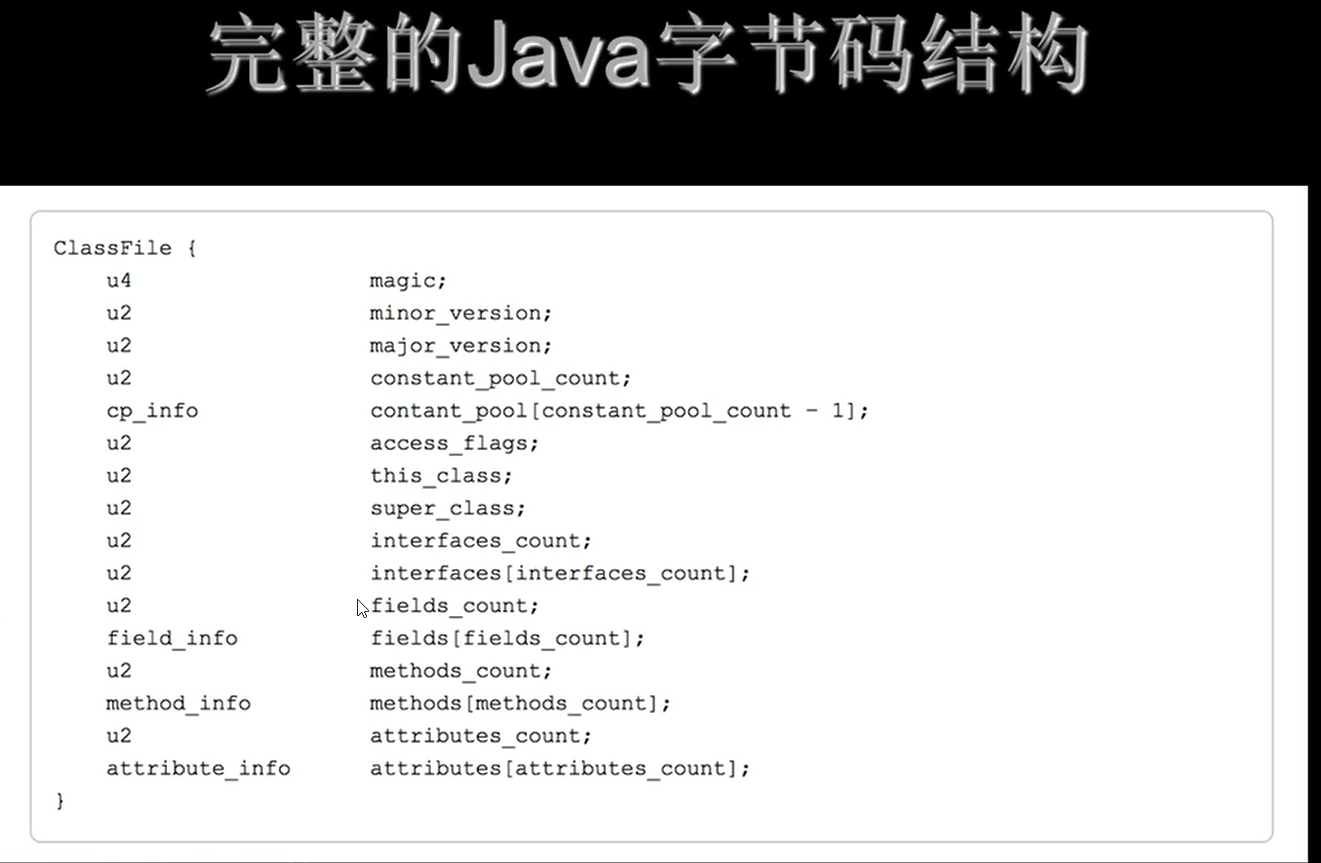 完整的Java字节码结构
ClassFile {
u4 magic;
u2 minor_version;
u2 major_version;
u2 constant_pool_count;
cp_info contant_pool[constant_pool_count - 1];
u2 access_flags;
u2 this_class;
u2 super_class;
u2 interfaces_count;
u2 interfaces[interfaces_count];
u2 fields_count;
field_info fields[fields_count];
u2 methods_count;
method_info methods[methods_count];
u2 attributes_count;
attribute_info attributes[attributes_count];
}